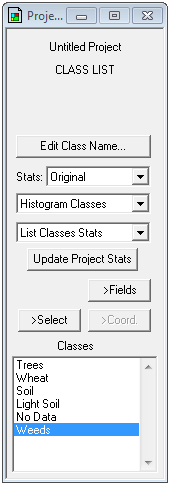 Proje...
Untitled Project
CLASS LIST
Edit Class Name...
Stats: Original
Histogram Classes
List Classes Stats
Update Project Stats
>Fields
>Select >Coord.
Classes
Trees
Wheat
Soil
Light Soil
No Data
Weeds